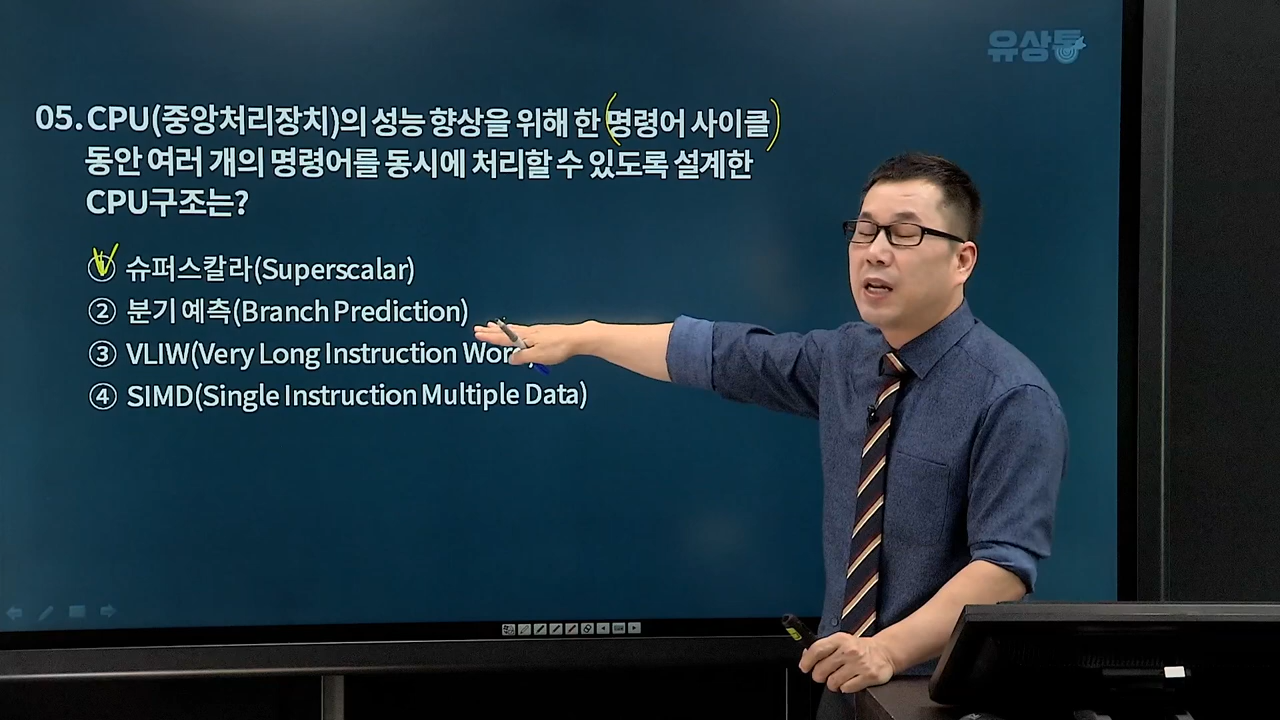 유상통
05. CPU(중앙처리장치)의 성능 향상을 위해 한 명령어 사이클
동안 여러 개의 명령어를 동시에 처리할 수 있도록 설계한
CPU구조는?
① 슈퍼스칼라(Superscalar)
② 분기 예측(Branch Prediction)
③ VLIW(Very Long Instruction Word)
④ SIMD(Single Instruction Multiple Data)